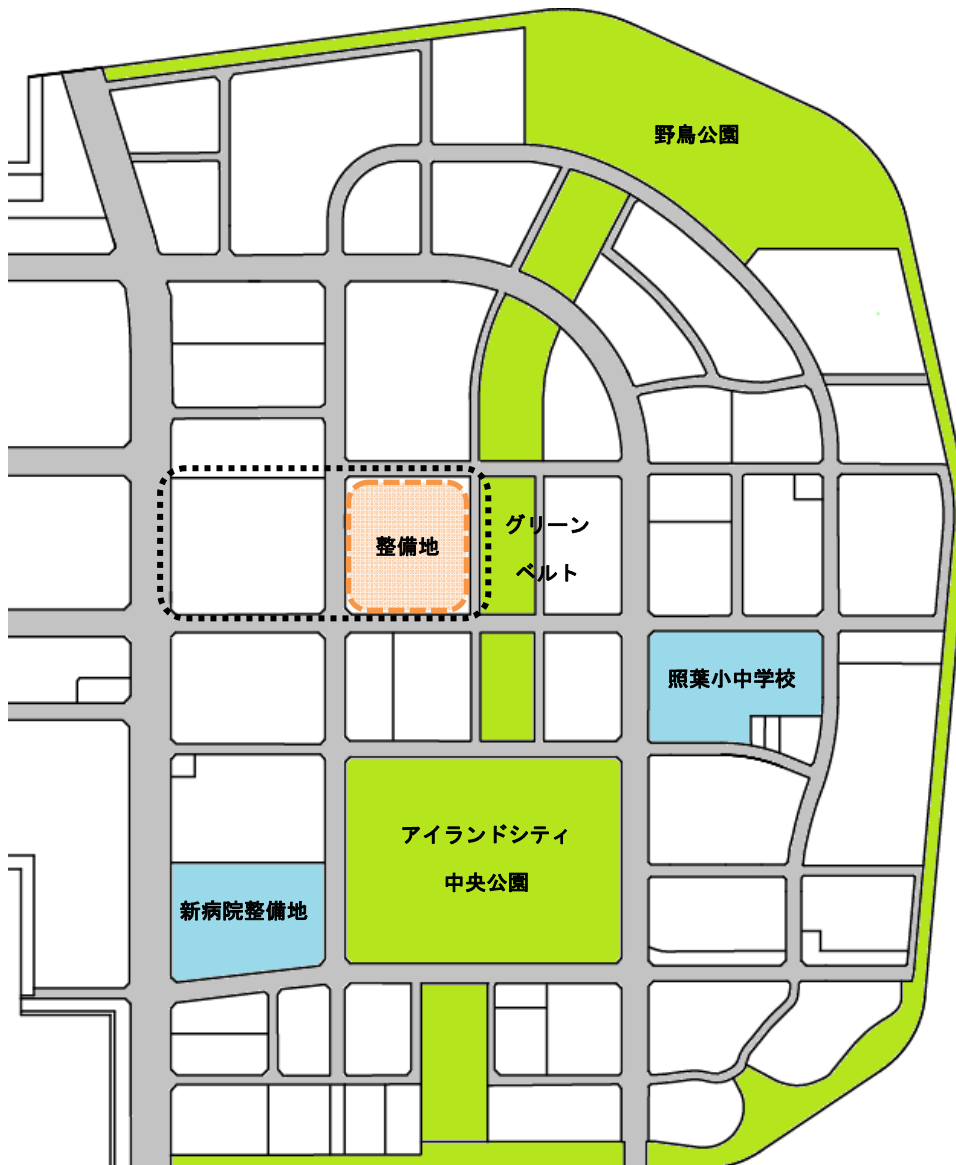 野鳥公園
グリーン
ベルト
整備地
照葉小中学校
アイランドシティ
中央公園
新病院整備地